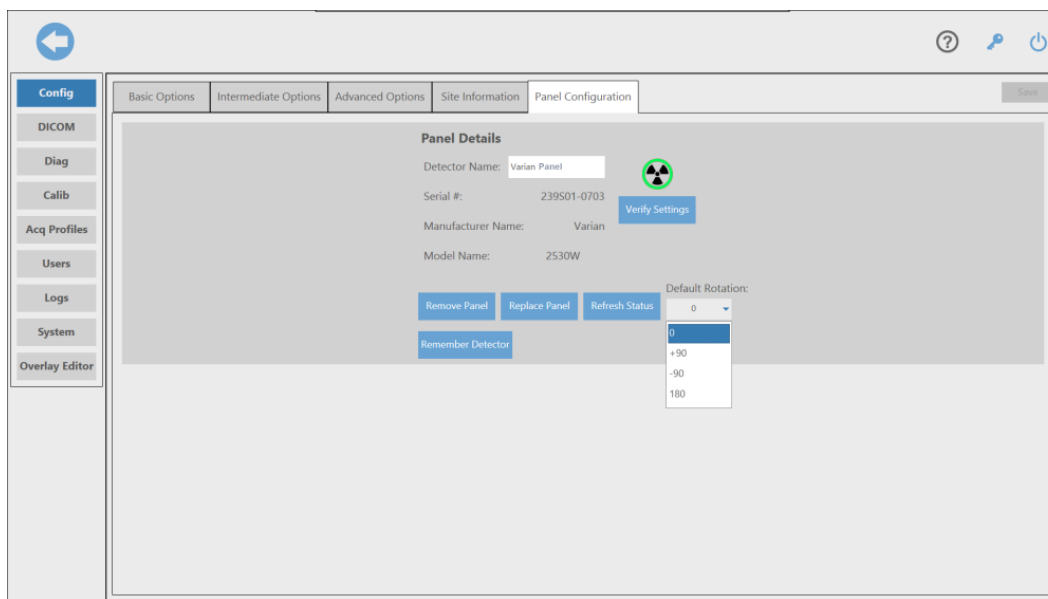 ?
Config
DICOM
Diag
Calib
Acq Profiles
Users
Logs
System
Overlay Editor
Basic Options Intermediate Options Advanced Options Site Information Panel Configuration Save
Panel Details
Detector Name: Varian Panel
Serial #: 239S01-0703
Verify Settings
Manufacturer Name: Varian
Model Name: 2530W
Default Rotation:
Remove Panel Replace Panel Refresh Status 0
Remember Detector
0
+90
-90
180